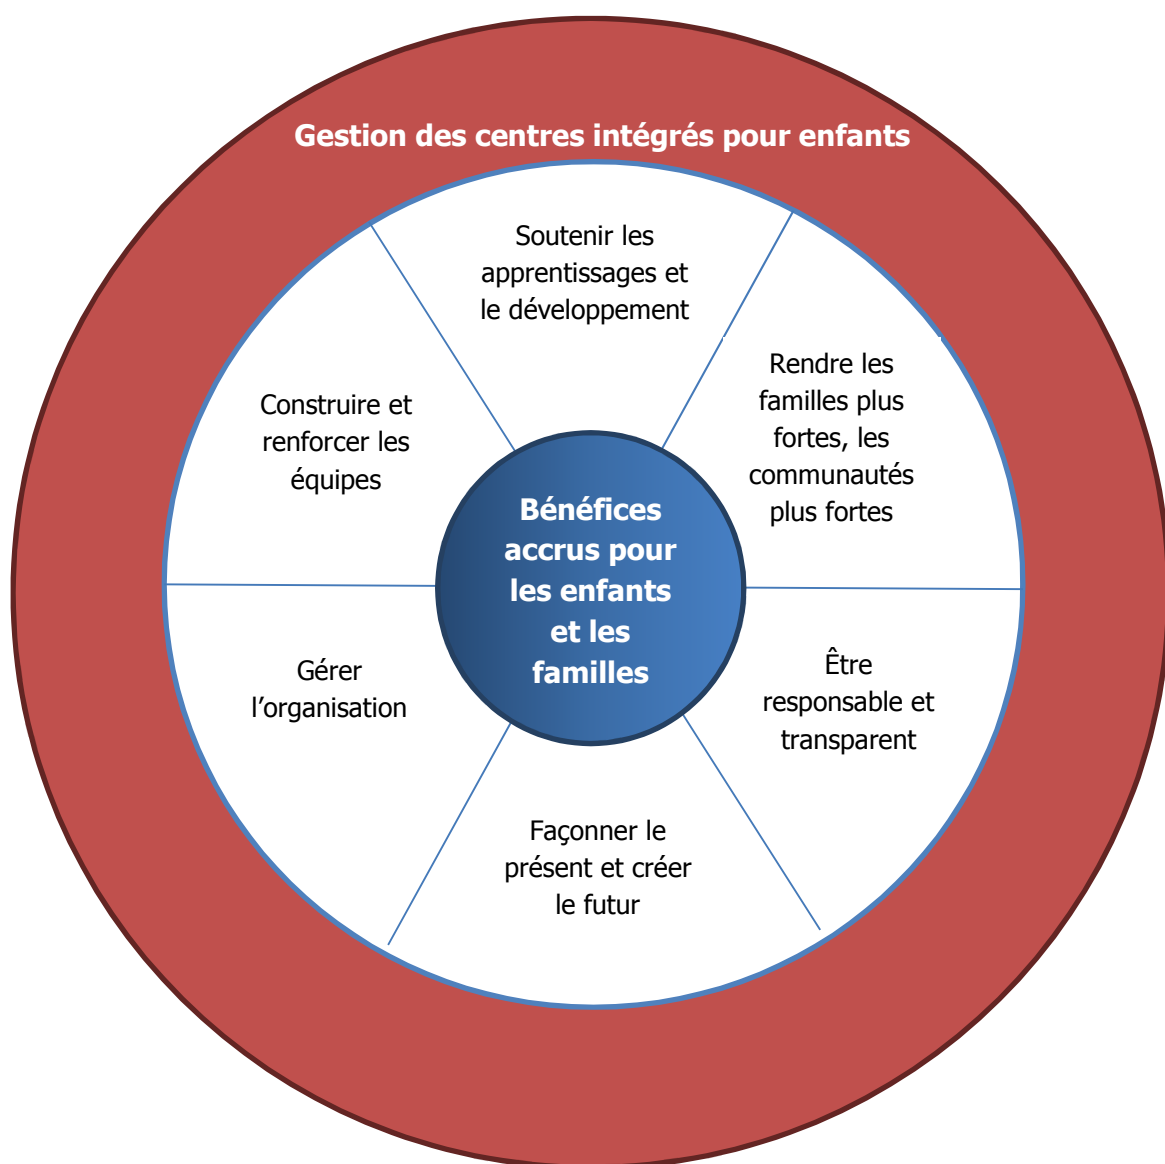 Gestion des centres intégrés pour enfants
Soutenir les
apprentissages et
le développement
Rendre les
familles plus
fortes, les
communautés
plus fortes
Construire et
renforcer les
équipes
Bénéfices
accrus pour
les enfants
et les
familles
Être
responsable et
transparent
Gérer
l’organisation
Façonner le
présent et créer
le futur